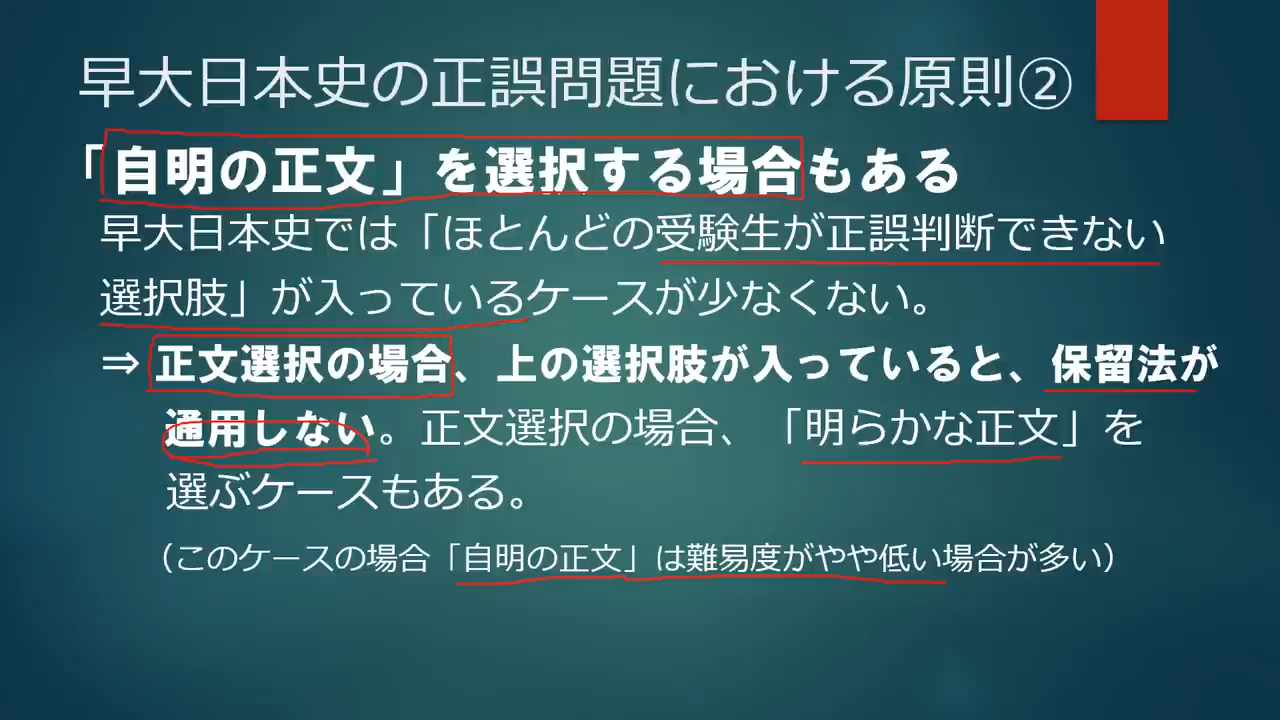 早大日本史の正誤問題における原則②
「自明の正文」を選択する場合もある
早大日本史では「ほとんどの受験生が正誤判断できない
選択肢」が入っているケースが少なくない。
⇒ 正文選択の場合、上の選択肢が入っていると、保留法が
通用しない。正文選択の場合、「明らかな正文」を
選ぶケースもある。
（このケースの場合「自明の正文」は難易度がやや低い場合が多い）